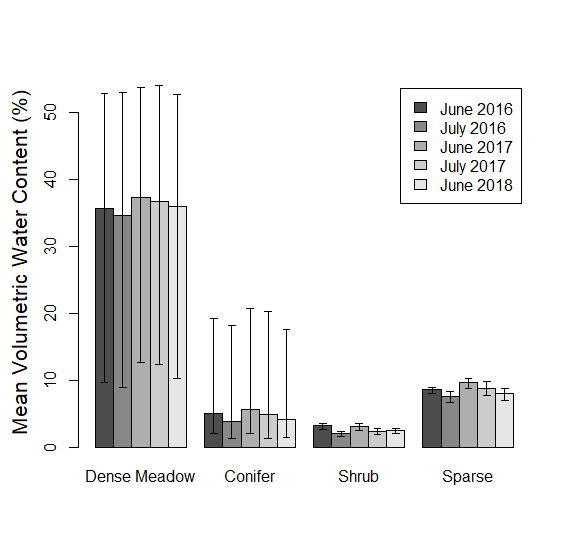 Mean Volumetric Water Content (%)
50
40
30
20
10
0
June 2016
July 2016
June 2017
July 2017
June 2018
Dense Meadow Conifer Shrub Sparse